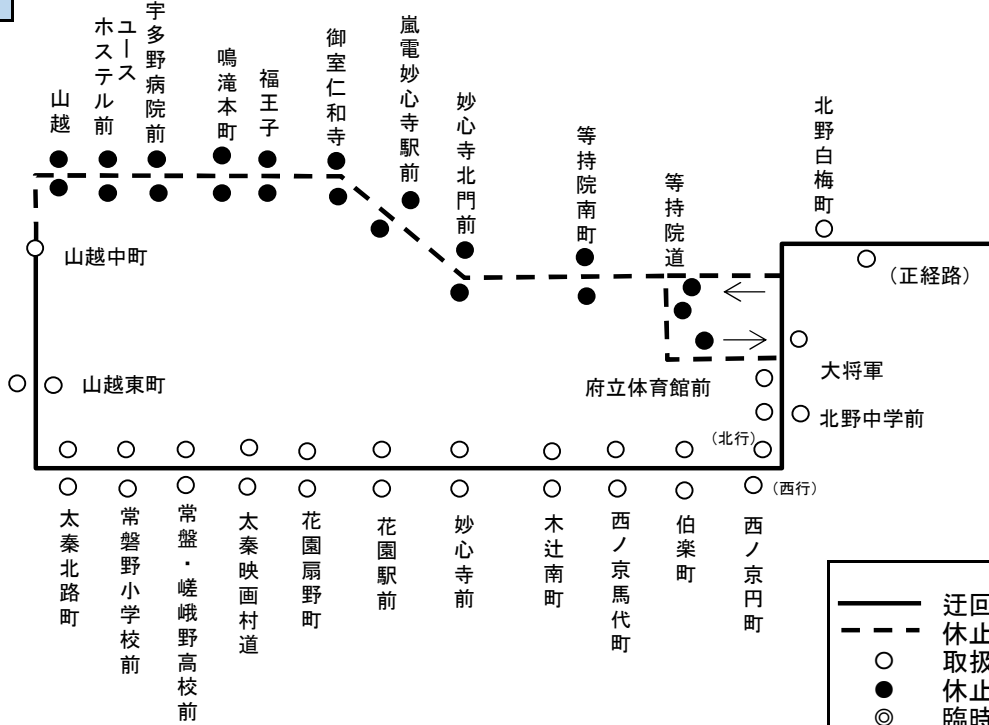 山越
ユース
ホステル前
宇多野病院前
鳴滝本町
福王子
御室仁和寺
嵐電妙心寺駅前
妙心寺北門前
等持院南町
等持院道
北野白梅町
(正経路)
山越中町
山越東町
府立体育館前
大将軍
北野中学前
(北行)
(西行)
太秦北路町
常磐野小学校前
常盤・嵯峨野高校前
太秦映画村道
花園扇野町
花園駅前
妙心寺前
木辻南町
西ノ京馬代町
伯楽町
西ノ京円町
迂回
休止
取扱
休止
臨時